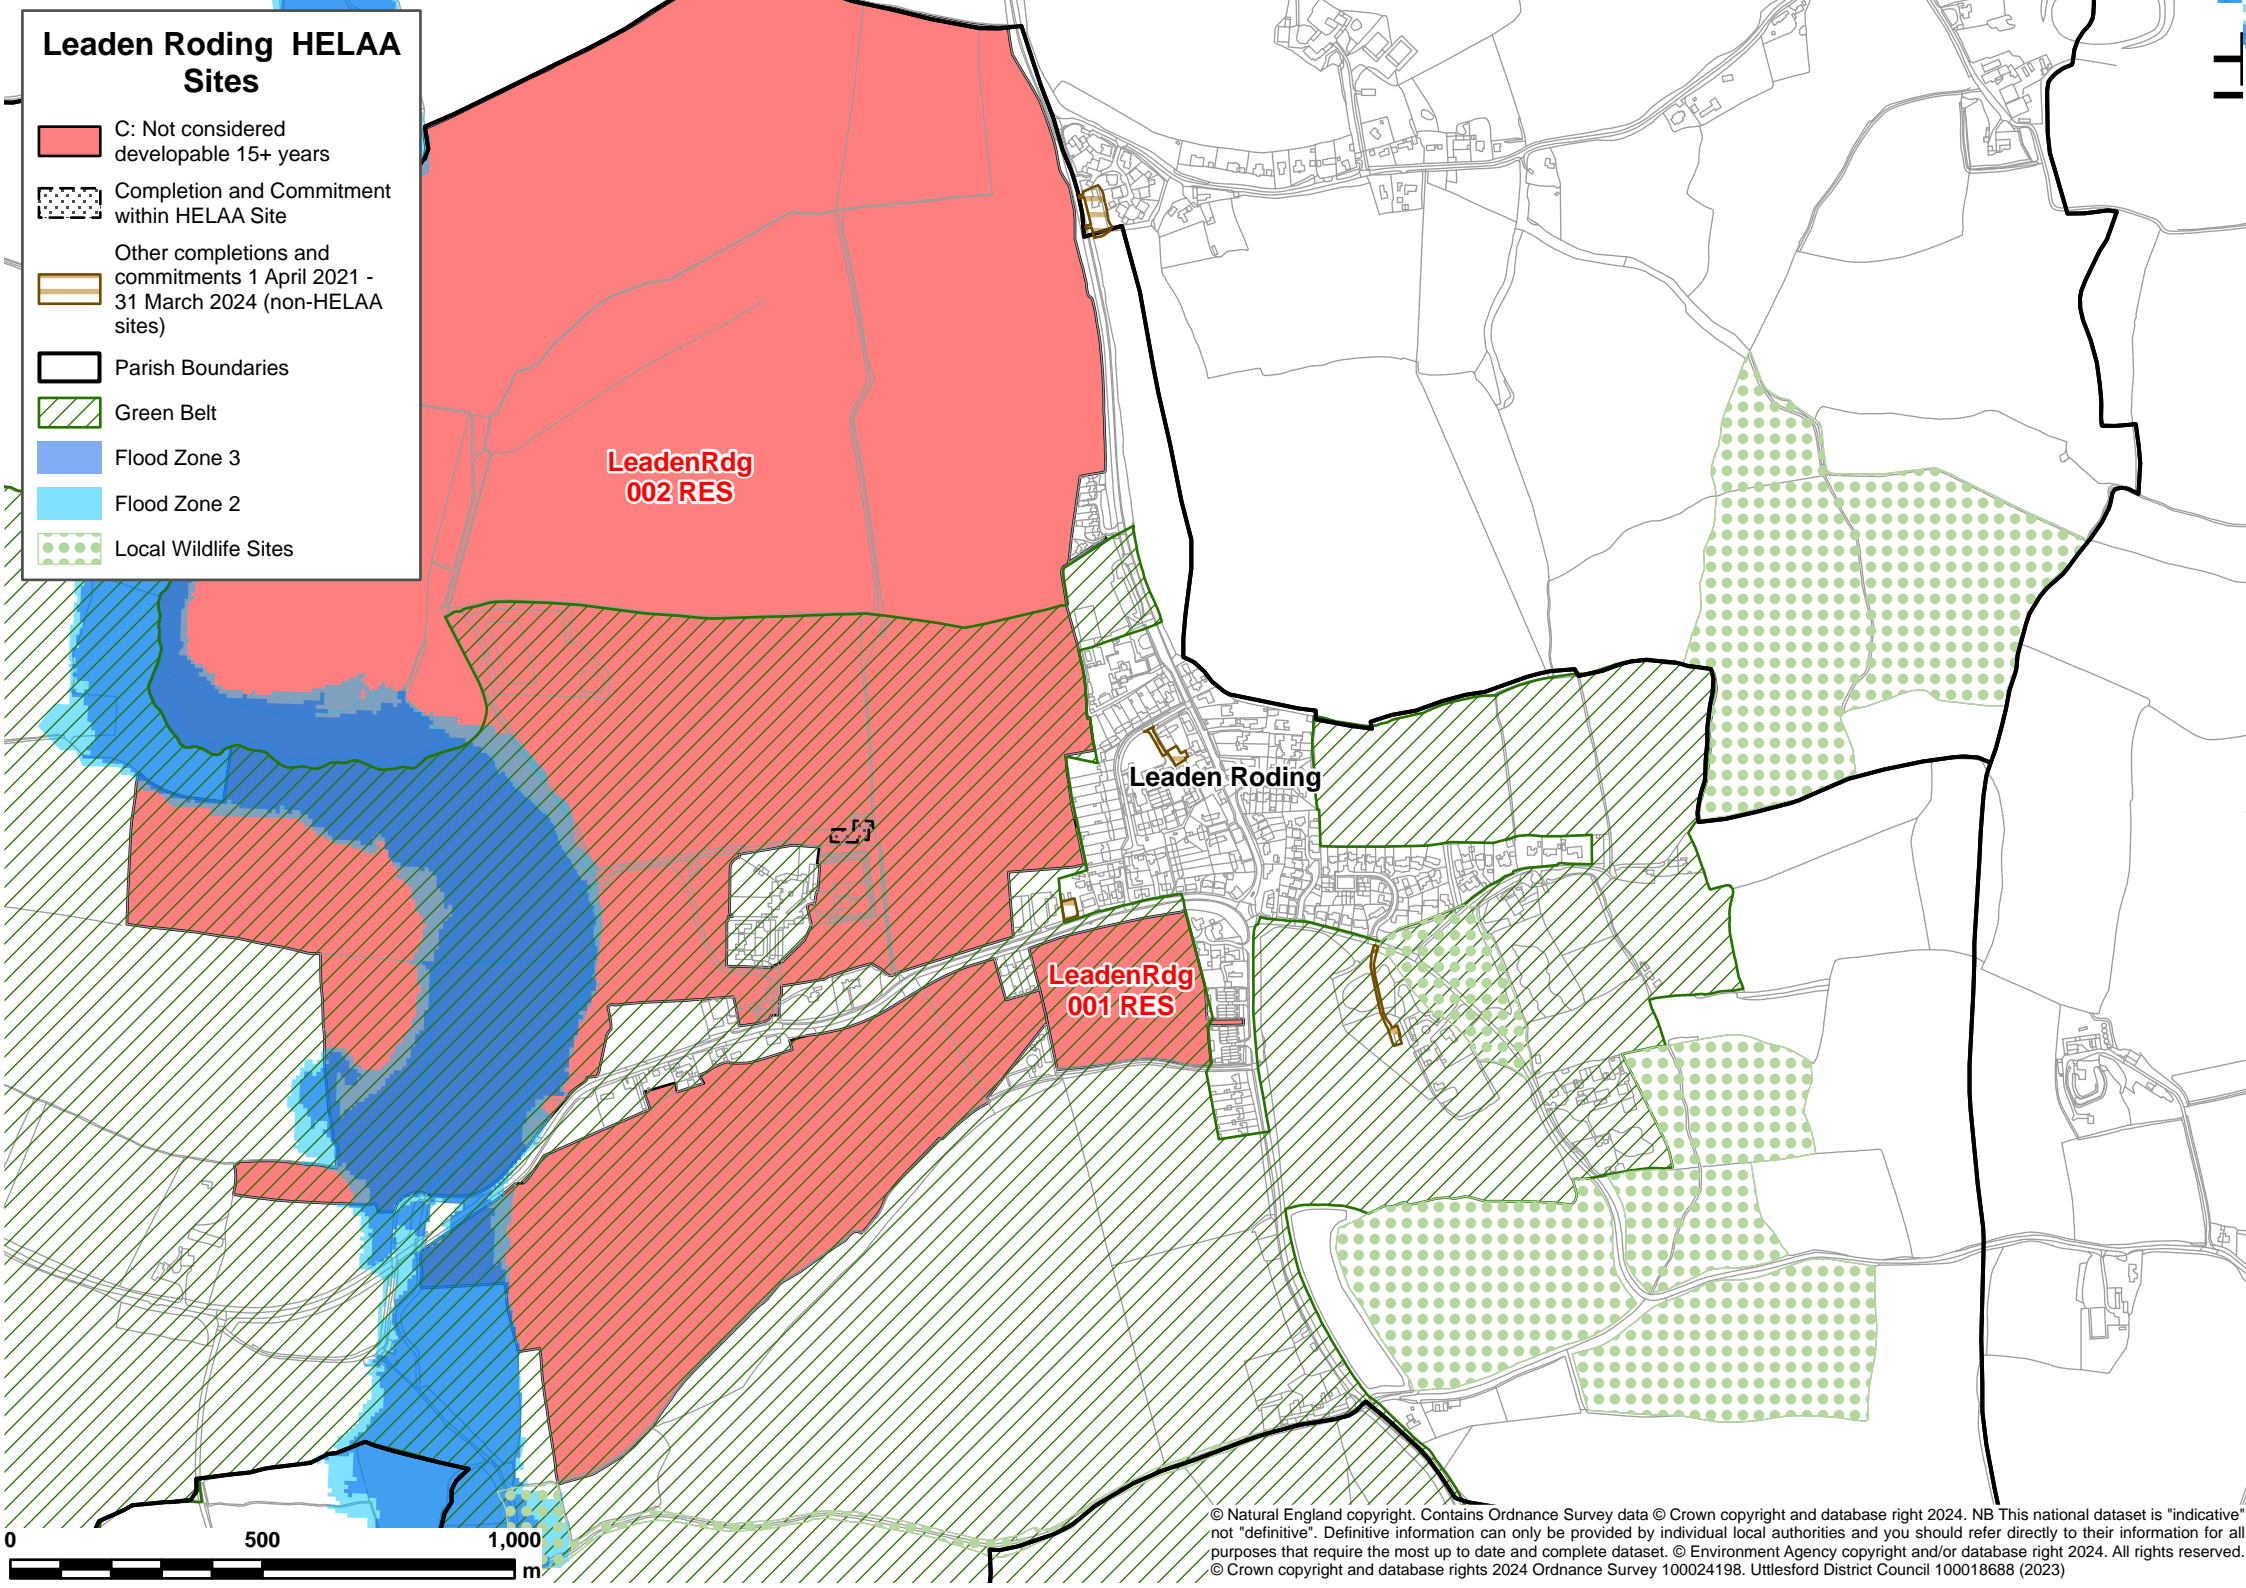 Leaden Roding HELAA
Sites
C: Not considered
developable 15+ years
Completion and Commitment
within HELAA Site
Other completions and
commitments 1 April 2021 -
31 March 2024 (non-HELAA
sites)
Parish Boundaries
Green Belt
Flood Zone 3
Flood Zone 2
Local Wildlife Sites
LeadenRdg
002 RES
Leaden Roding
LeadenRdg
001 RES
0 500 1,000
m
© Natural England copyright. Contains Ordnance Survey data © Crown copyright and database right 2024. NB This national dataset is "indicative"
not "definitive". Definitive information can only be provided by individual local authorities and you should refer directly to their information for all
purposes that require the most up to date and complete dataset. © Environment Agency copyright and/or database right 2024. All rights reserved.
© Crown copyright and database rights 2024 Ordnance Survey 100024198. Uttlesford District Council 100018688 (2023)